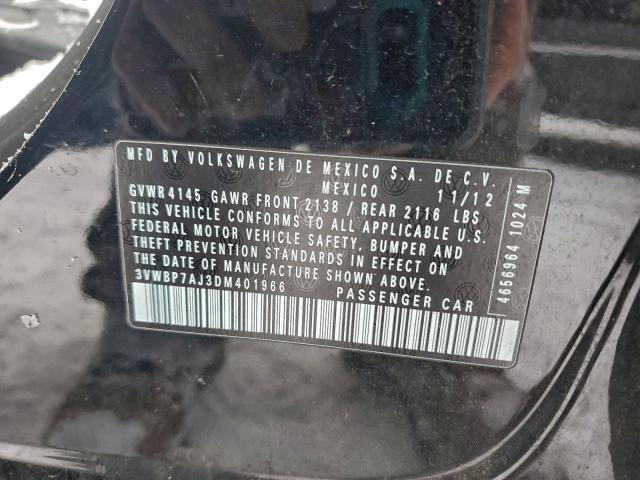 MFD BY VOLKSWAGEN DE MEXICO S.A. DE C.V.
MEXICO 11/12
GVWR 4145 GAWR FRONT 2138 / REAR 2116 LBS
THIS VEHICLE CONFORMS TO ALL APPLICABLE U.S.
FEDERAL MOTOR VEHICLE SAFETY, BUMPER AND
THEFT PREVENTION STANDARDS IN EFFECT ON
THE DATE OF MANUFACTURE SHOWN ABOVE.
3VWBP7AJ3DM401966 PASSENGER CAR
4656964 1024 M